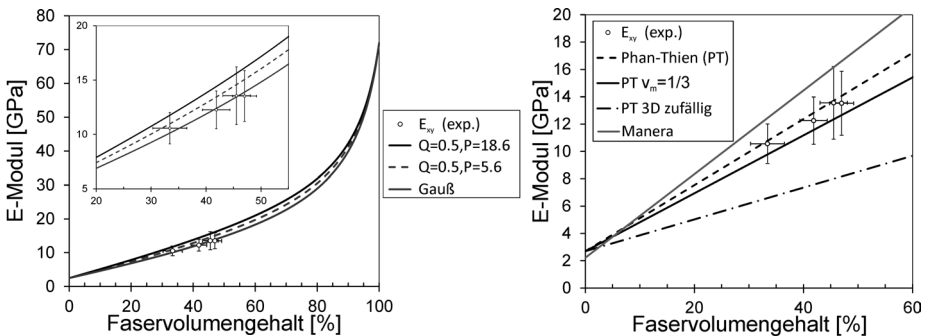 80
70
60
50
40
30
20
10
0
E-Modul [GPa]
20
15
10
5
20 30 40 50
0 20 40 60 80 100
Faservolumengehalt [%]
E_xy (exp.)
Q=0.5,P=18.6
Q=0.5,P=5.6
Gauß
20
18
16
14
12
10
8
6
4
2
0
E-Modul [GPa]
E_xy (exp.)
Phan-Thien (PT)
PT ν_m=1/3
PT 3D zufällig
Manera
0 20 40 60
Faservolumengehalt [%]